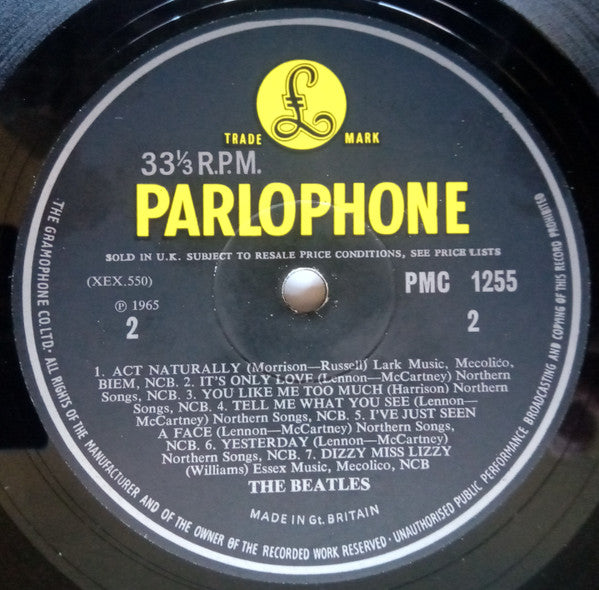 £
TRADE MARK
33⅓ R.P.M.
PARLOPHONE
SOLD IN U.K. SUBJECT TO RESALE PRICE CONDITIONS, SEE PRICE LISTS
(XEX.550)
PMC 1255
Ⓟ 1965
2
2
1. ACT NATURALLY (Morrison—Russell) Lark Music, Mecolico,
BIEM, NCB. 2. IT'S ONLY LOVE (Lennon—McCartney) Northern
Songs, NCB. 3. YOU LIKE ME TOO MUCH (Harrison) Northern
Songs, NCB. 4. TELL ME WHAT YOU SEE (Lennon—
McCartney) Northern Songs, NCB. 5. I'VE JUST SEEN
A FACE (Lennon—McCartney) Northern Songs,
NCB. 6. YESTERDAY (Lennon—McCartney)
Northern Songs, NCB. 7. DIZZY MISS LIZZY
(Williams) Essex Music, Mecolico, NCB
THE BEATLES
MADE IN Gt. BRITAIN
THE GRAMOPHONE CO. LTD. · ALL RIGHTS OF THE MANUFACTURER AND OF THE OWNER OF THE RECORDED WORK RESERVED · UNAUTHORISED PUBLIC PERFORMANCE BROADCASTING AND COPYING OF THIS RECORD PROHIBITED